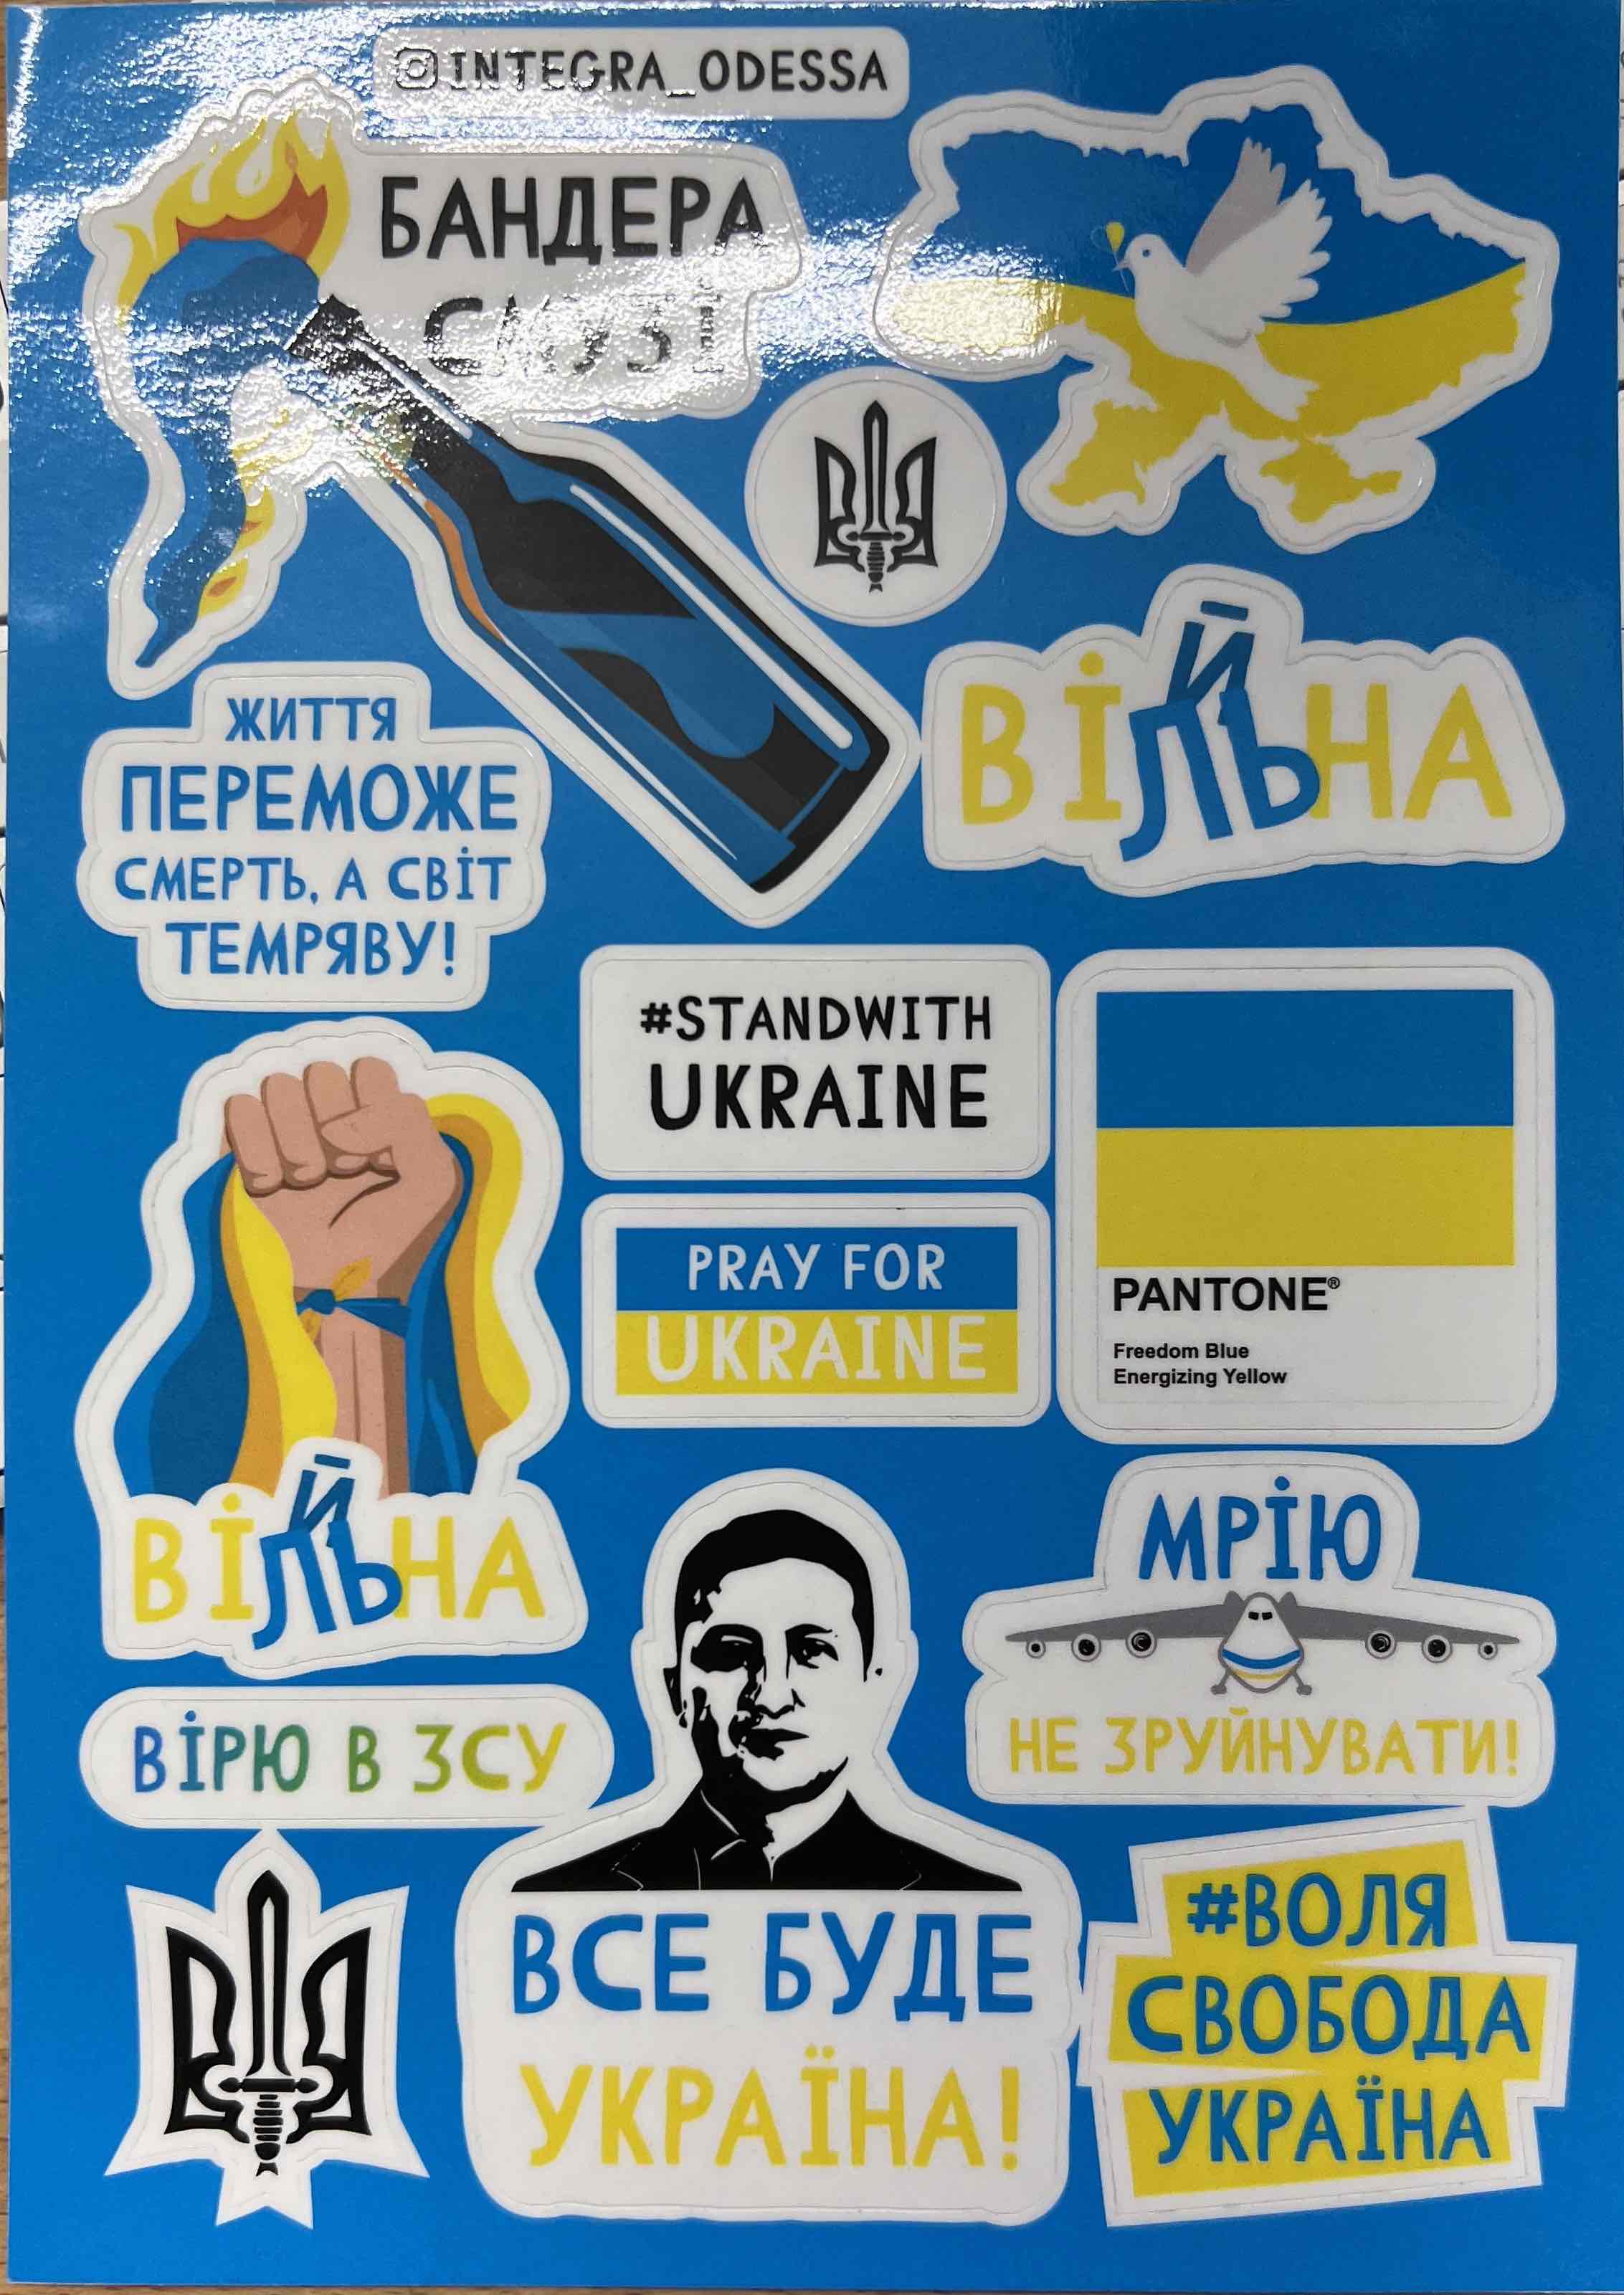 INTEGRA_ODESSA
БАНДЕРА
СМУЗІ
ВІЙНА
ВІЛЬНА
ЖИТТЯ
ПЕРЕМОЖЕ
СМЕРТЬ, А СВІТ
ТЕМРЯВУ!
#STANDWITH
UKRAINE
PRAY FOR
UKRAINE
PANTONE®
Freedom Blue
Energizing Yellow
ВІЙНА
ВІЛЬНА
МРІЮ
НЕ ЗРУЙНУВАТИ!
ВІРЮ В ЗСУ
ВСЕ БУДЕ
УКРАЇНА!
#ВОЛЯ
СВОБОДА
УКРАЇНА